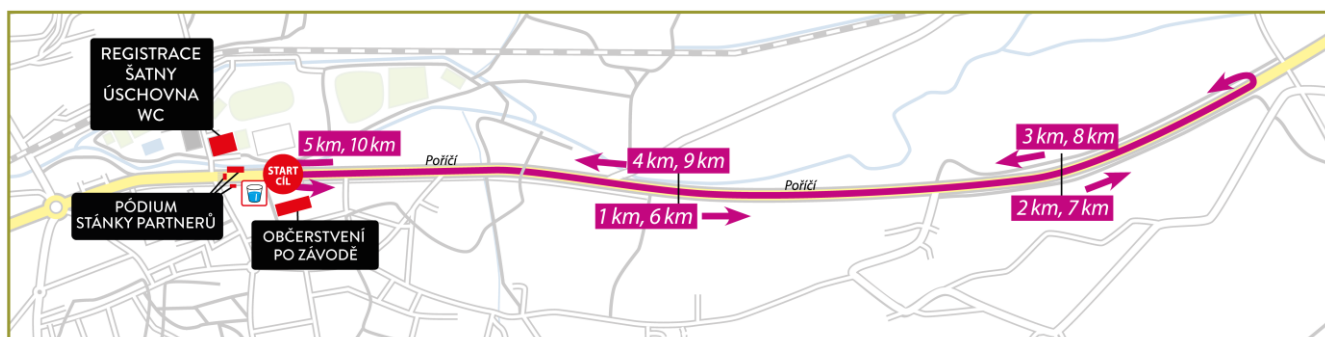 REGISTRACE
ŠATNY
ÚSCHOVNA
WC
5 km, 10 km
START
CÍL
PÓDIUM
STÁNKY PARTNERŮ
OBČERSTVENÍ
PO ZÁVODĚ
Poříčí
4 km, 9 km
1 km, 6 km
Poříčí
3 km, 8 km
2 km, 7 km